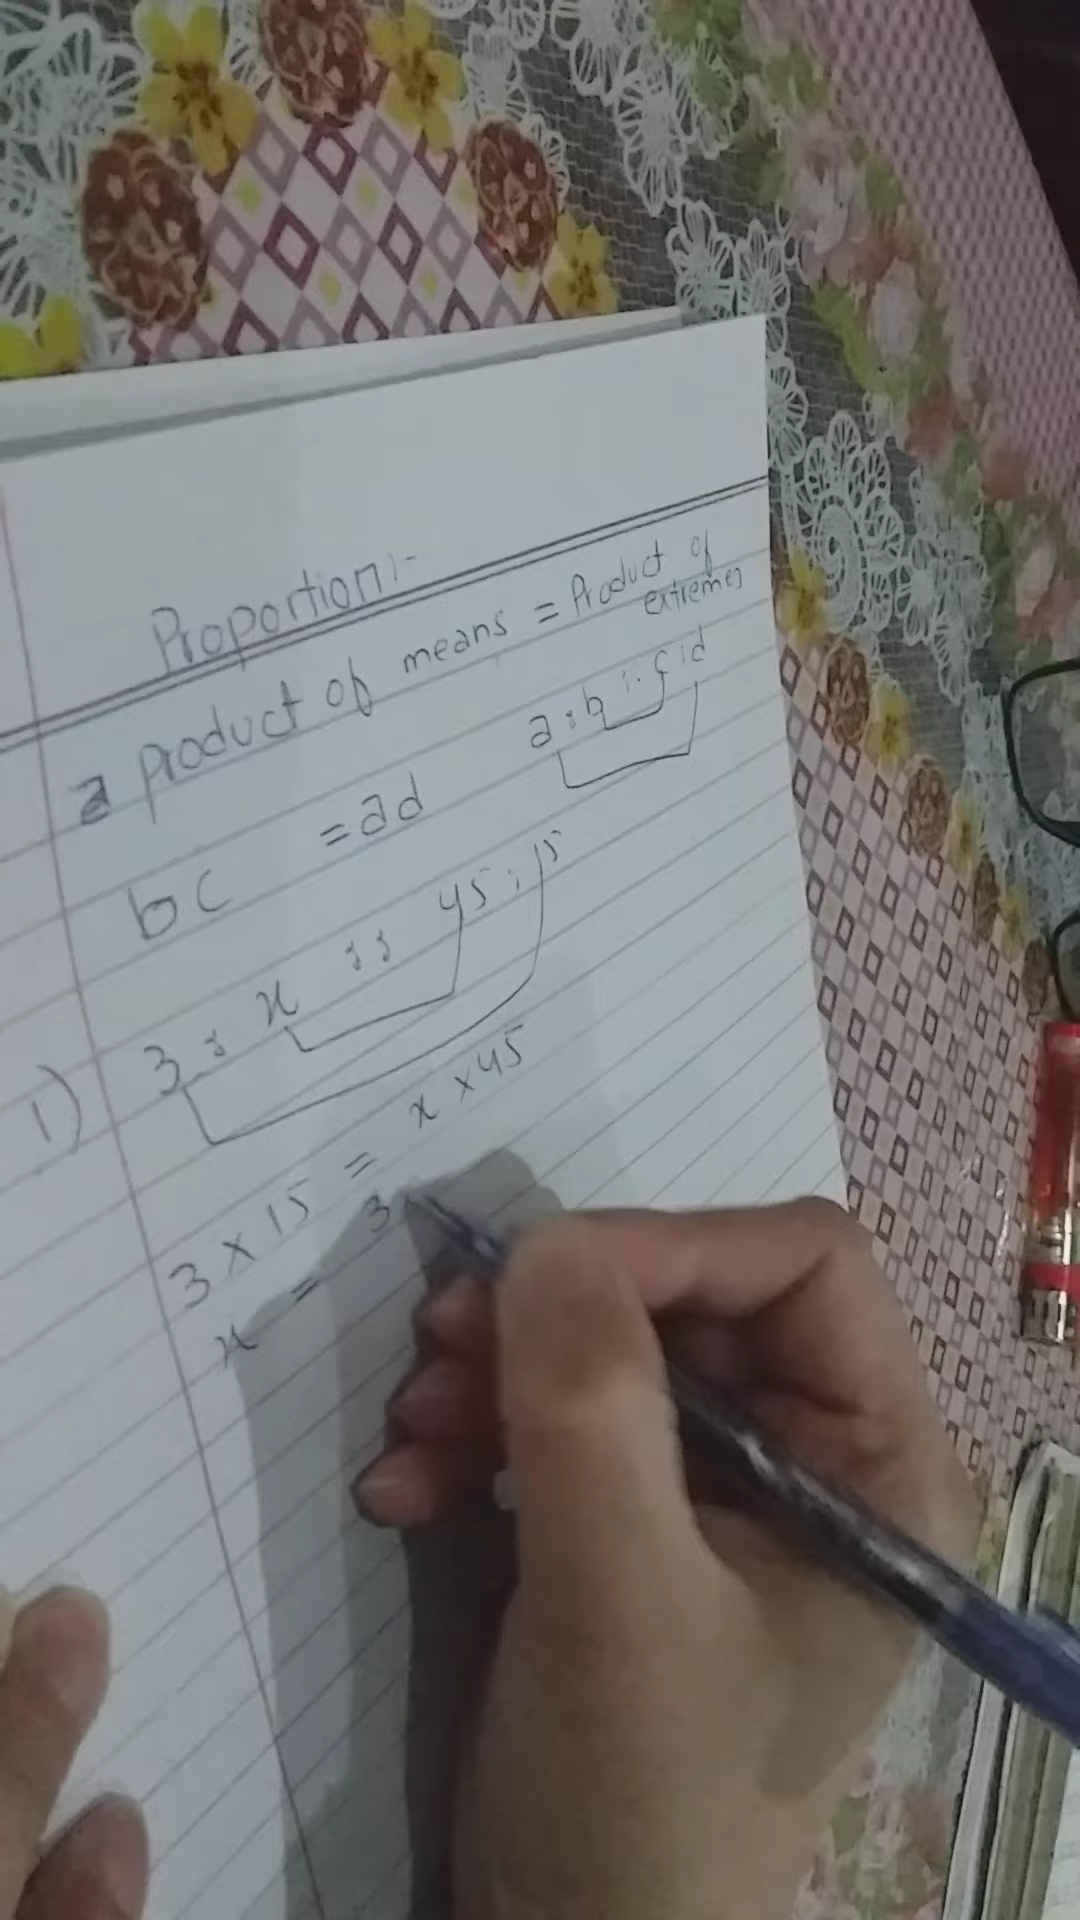 Proportion:-
a product of means = Product of extremes
a : b :: c : d
bc = ad
1) 3 : x :: 45 : 15
3 x 15 = x x 45
x = 3